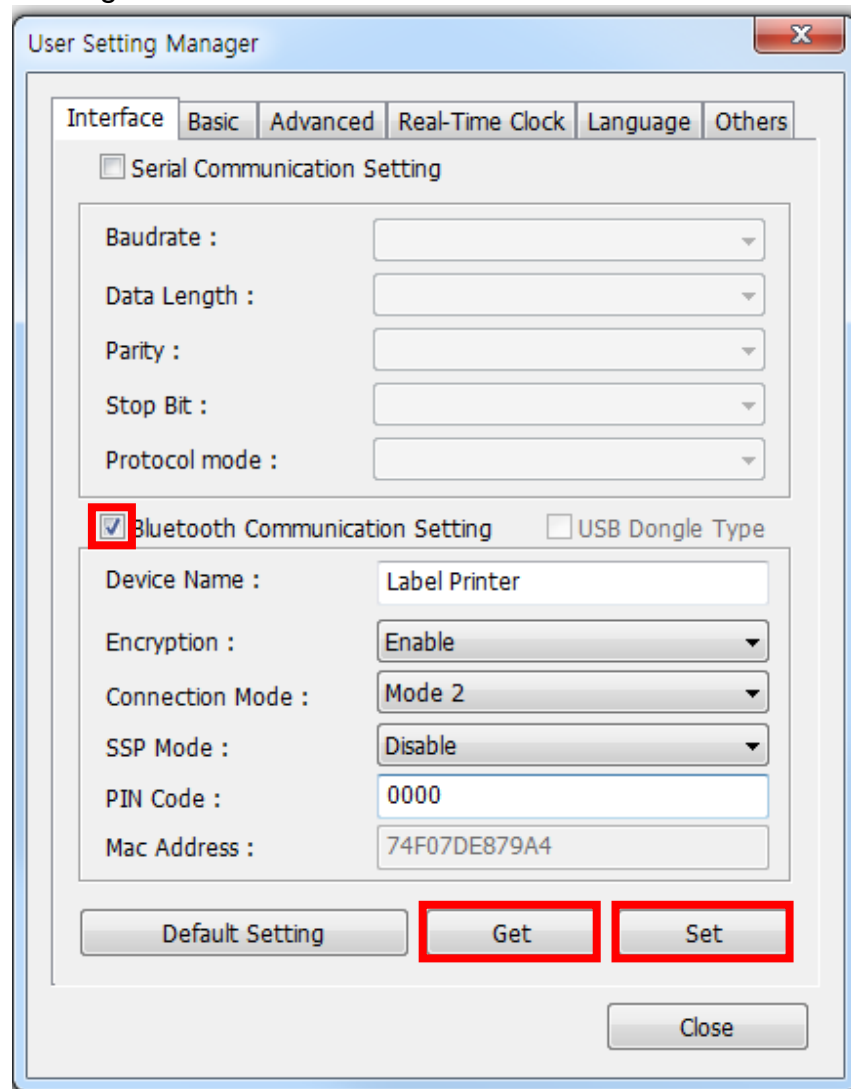 User Setting Manager
Interface Basic Advanced Real-Time Clock Language Others
Serial Communication Setting
Baudrate :
Data Length :
Parity :
Stop Bit :
Protocol mode :
Bluetooth Communication Setting USB Dongle Type
Device Name : Label Printer
Encryption : Enable
Connection Mode : Mode 2
SSP Mode : Disable
PIN Code : 0000
Mac Address : 74F07DE879A4
Default Setting Get Set
Close